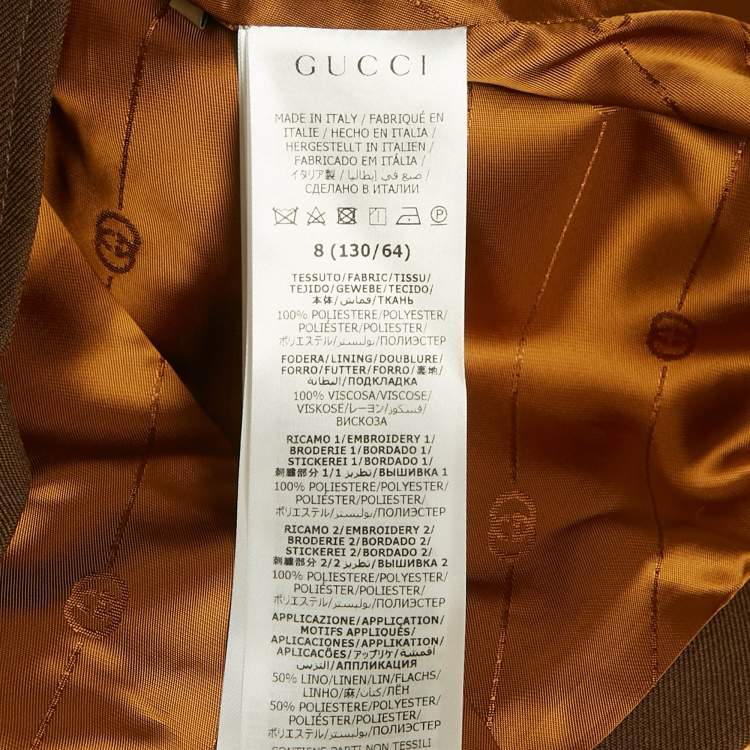 GUCCI
MADE IN ITALY / FABRIQUÉ EN
ITALIE / HECHO EN ITALIA /
HERGESTELLT IN ITALIEN /
FABRICADO EM ITÁLIA /
イタリア製 / صنع في إيطاليا /
СДЕЛАНО В ИТАЛИИ
8 (130/64)
TESSUTO/FABRIC/TISSU/
TEJIDO/GEWEBE/TECIDO/
本体/قماش/ТКАНЬ
100% POLIESTERE/POLYESTER/
POLIÉSTER/POLIESTER/
ポリエステル/بوليستر/ПОЛИЭСТЕР
FODERA/LINING/DOUBLURE/
FORRO/FUTTER/FORRO/裏地/
البطانة/ПОДКЛАДКА
100% VISCOSA/VISCOSE/
VISKOSE/レーヨン/فسكوز/
ВИСКОЗА
RICAMO 1/EMBROIDERY 1/
BRODERIE 1/BORDADO 1/
STICKEREI 1/BORDADO 1/
刺繍部分 1/تطريز 1/ВЫШИВКА 1
100% POLIESTERE/POLYESTER/
POLIÉSTER/POLIESTER/
ポリエステル/بوليستر/ПОЛИЭСТЕР
RICAMO 2/EMBROIDERY 2/
BRODERIE 2/BORDADO 2/
STICKEREI 2/BORDADO 2/
刺繍部分 2/تطريز 2/ВЫШИВКА 2
100% POLIESTERE/POLYESTER/
POLIÉSTER/POLIESTER/
ポリエステル/بوليستر/ПОЛИЭСТЕР
APPLICAZIONE/APPLICATION/
MOTIFS APPLIQUÉS/
APLICACIONES/APPLIKATION/
APLICACÕES/アップリケ/أقمشة
التزيين/АППЛИКАЦИЯ
50% LINO/LINEN/LIN/FLACHS/
LINHO/麻/كتان/ЛЁН
50% POLIESTERE/POLYESTER/
POLIÉSTER/POLIESTER/
ポリエステル/بوليستر/ПОЛИЭСТЕР
CONTIENE PARTI NON TESSILI